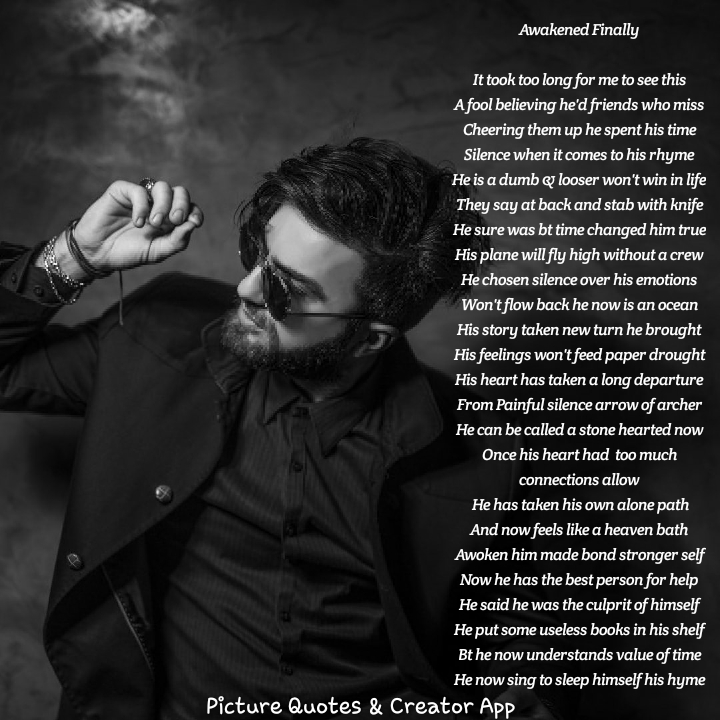 Awakened Finally
It took too long for me to see this
A fool believing he'd friends who miss
Cheering them up he spent his time
Silence when it comes to his rhyme
He is a dumb & looser won't win in life
They say at back and stab with knife
He sure was bt time changed him true
His plane will fly high without a crew
He chosen silence over his emotions
Won't flow back he now is an ocean
His story taken new turn he brought
His feelings won't feed paper drought
His heart has taken a long departure
From Painful silence arrow of archer
He can be called a stone hearted now
Once his heart had too much
connections allow
He has taken his own alone path
And now feels like a heaven bath
Awoken him made bond stronger self
Now he has the best person for help
He said he was the culprit of himself
He put some useless books in his shelf
Bt he now understands value of time
He now sing to sleep himself his hyme
Picture Quotes & Creator App